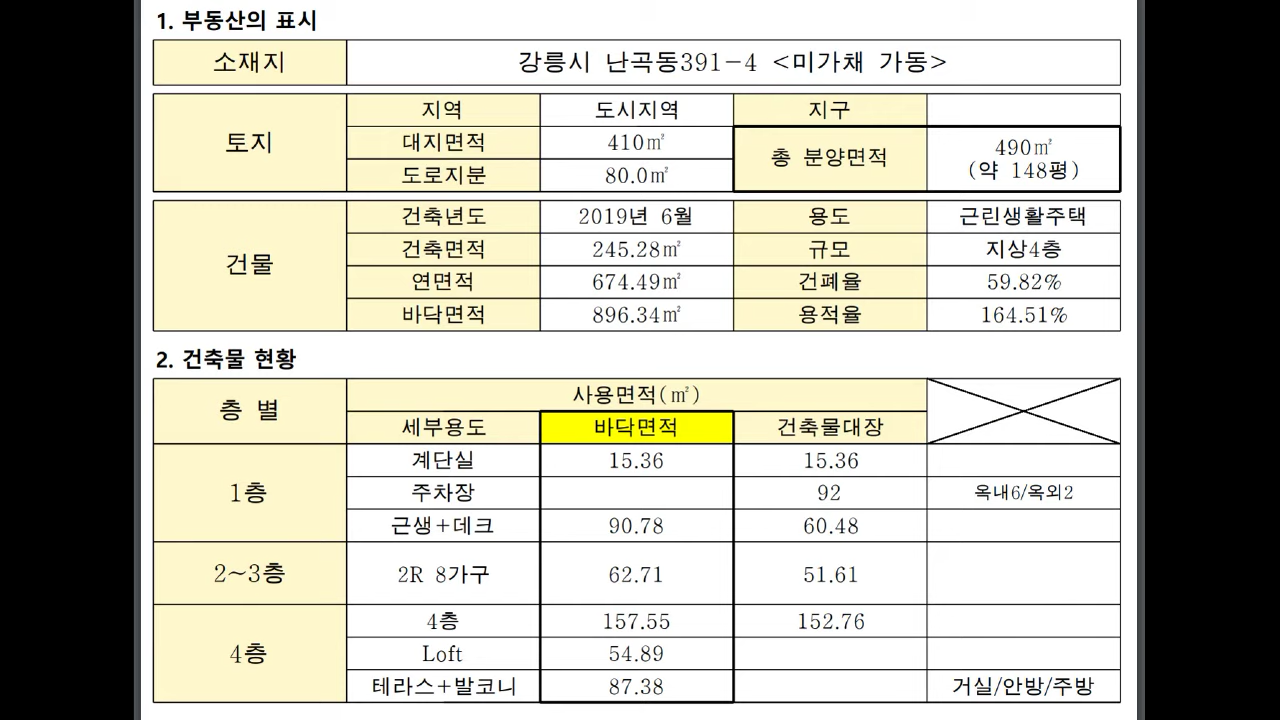 1. 부동산의 표시
소재지 강릉시 난곡동391-4 <미가채 가동>
토지 지역 도시지역 지구
대지면적 410㎡ 총 분양면적 490㎡ (약 148평)
도로지분 80.0㎡
건물 건축년도 2019년 6월 용도 근린생활주택
건축면적 245.28㎡ 규모 지상4층
연면적 674.49㎡ 건폐율 59.82%
바닥면적 896.34㎡ 용적율 164.51%
2. 건축물 현황
층 별 사용면적(㎡)
세부용도 바닥면적 건축물대장
1층 계단실 15.36 15.36
주차장 92 옥내6/옥외2
근생+데크 90.78 60.48
2~3층 2R 8가구 62.71 51.61
4층 4층 157.55 152.76
Loft 54.89
테라스+발코니 87.38 거실/안방/주방